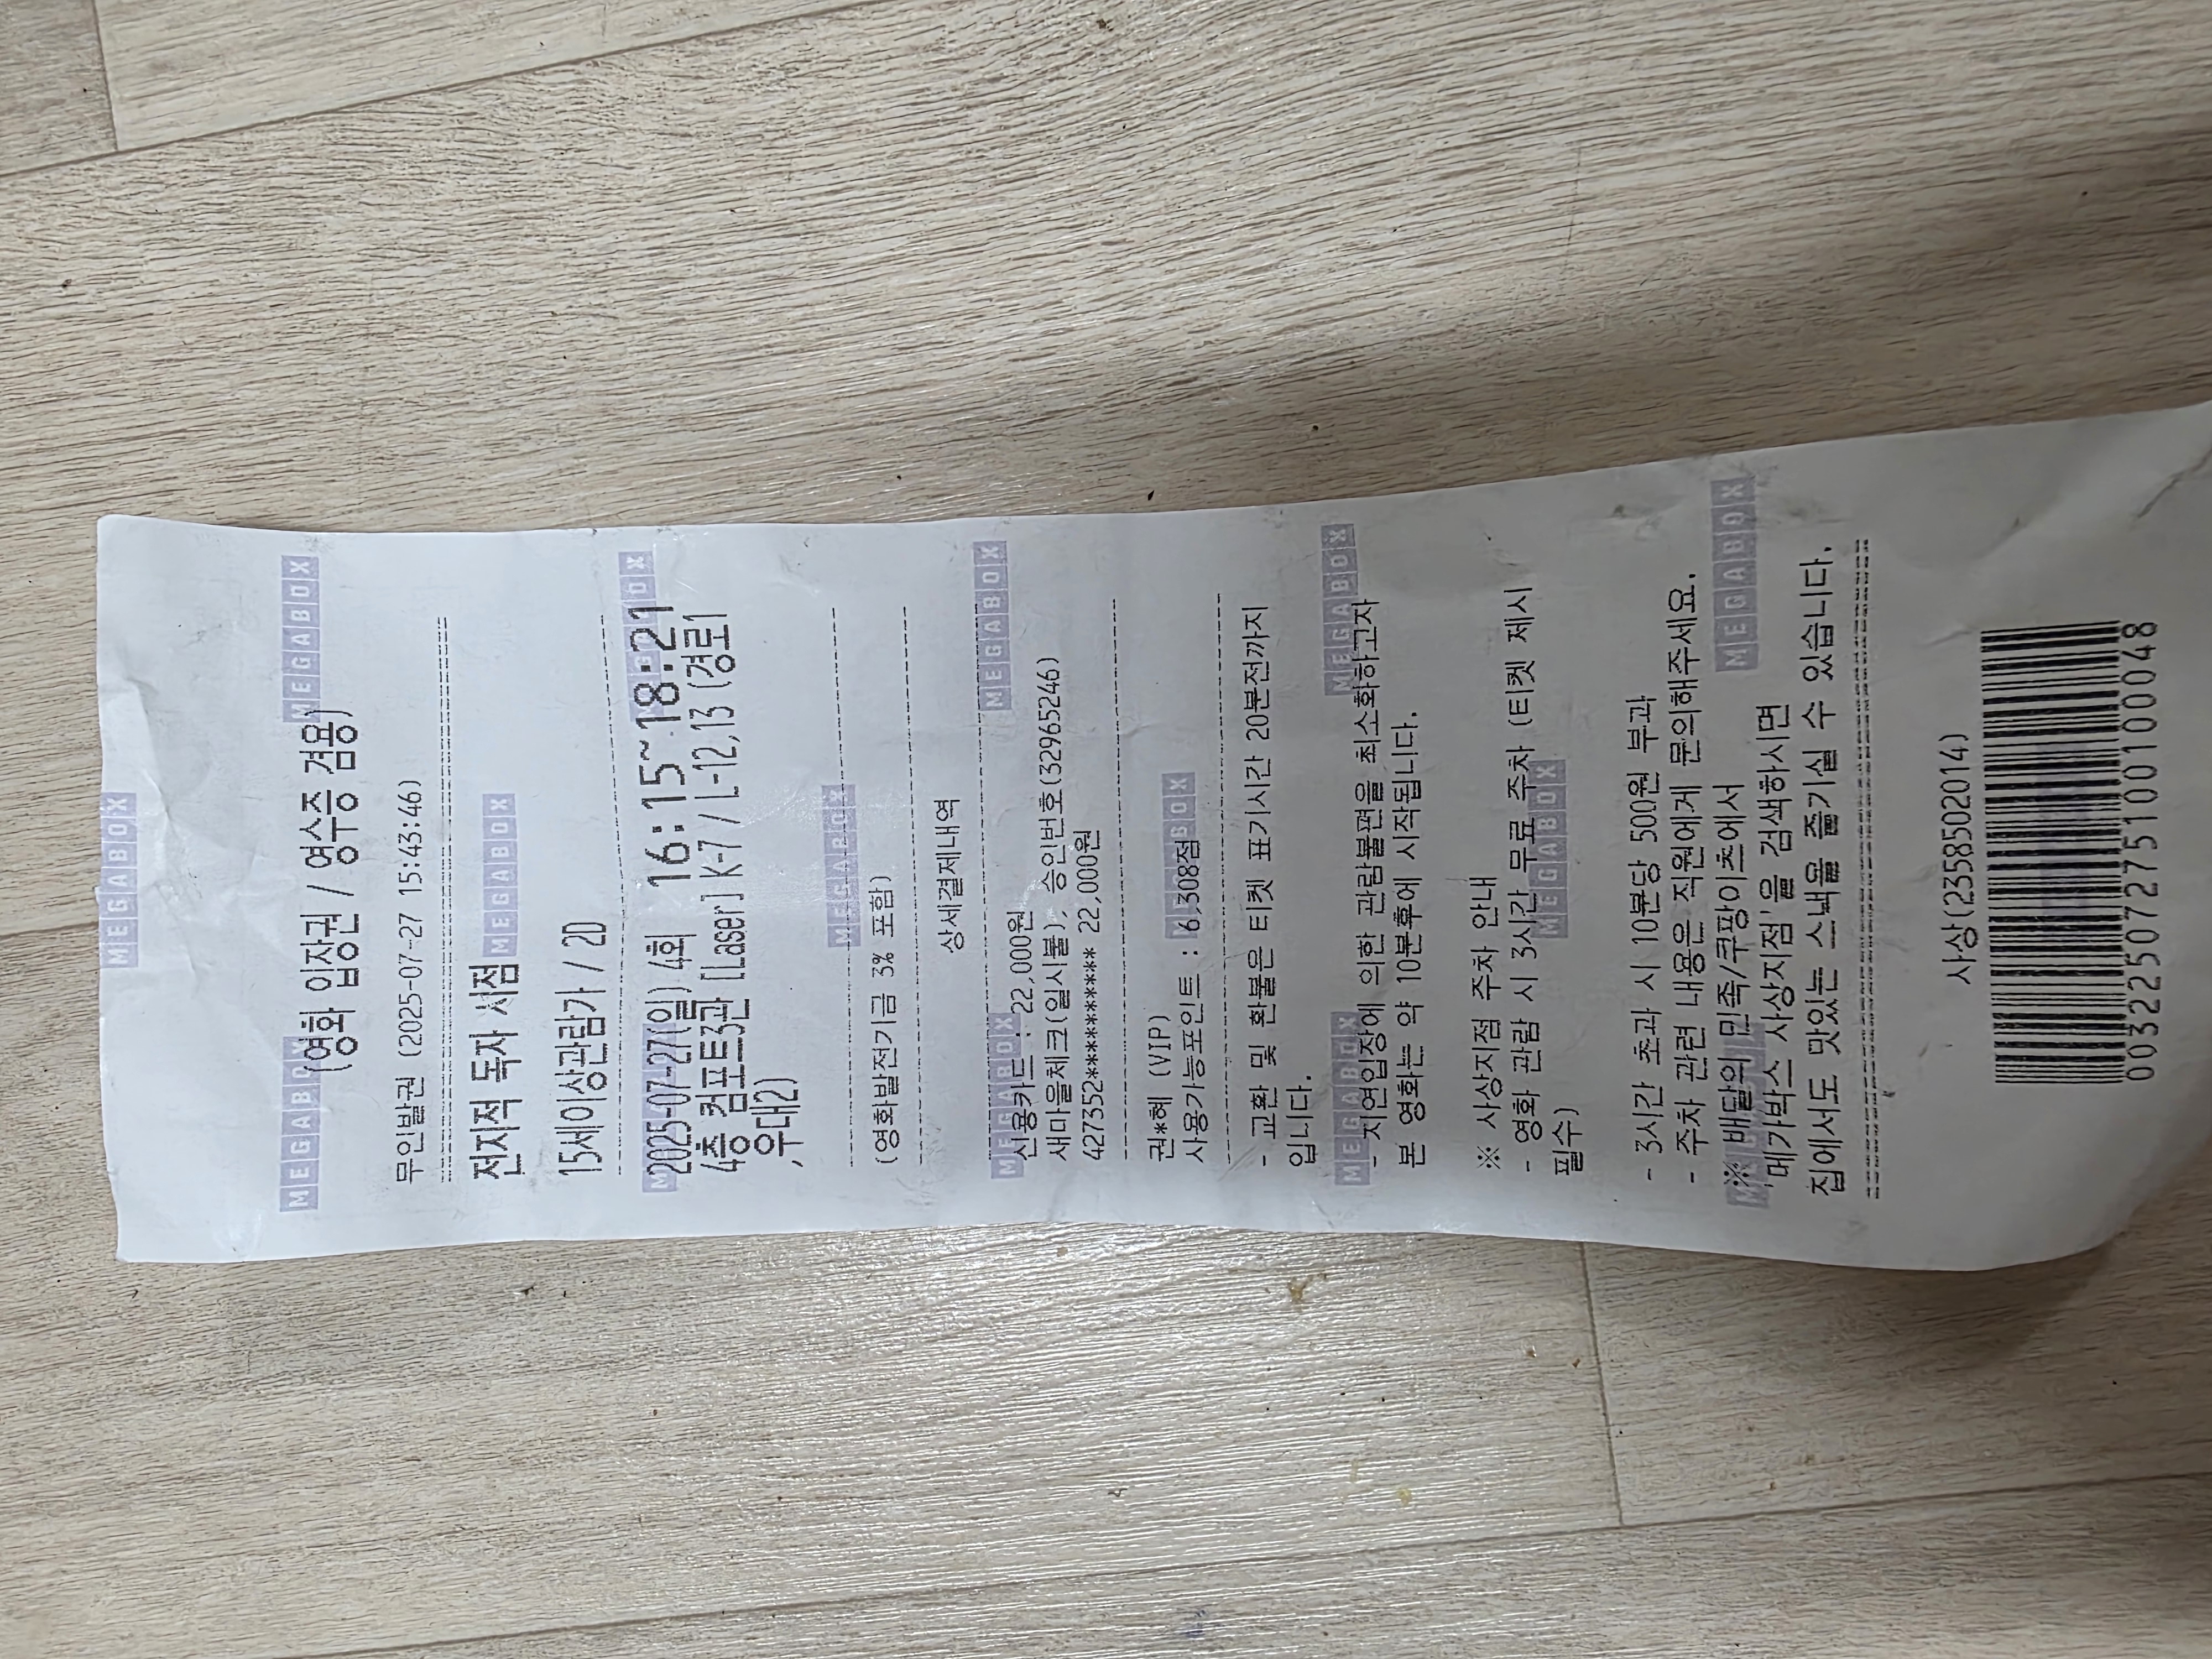 MEGABOX
MEGABOX MEGABOX
(영화 입장권 / 영수증 겸용)
무인발권 (2025-07-27 15:43:46)
전지적 독자 시점
MEGABOX
15세이상관람가 / 2D
MEGABOX
2025-07-27(일) 4회 16:15~18:21
4층 컴포트3관 [Laser] K-7 / L-12,13 (경로1
,우대2)
MEGABOX
(영화발전기금 3% 포함)
상세결제내역
MEGABOX MEGABOX
신용카드 : 22,000원
새마을체크(일시불), 승인번호(32965246)
427352********** 22,000원
권*혜 (VIP)
MEGABOX
사용가능포인트 : 6,308점
- 교환 및 환불은 티켓 표기시간 20분전까지
입니다.
MEGABOX MEGABOX
- 지연입장에 의한 관람불편을 최소화하고자
본 영화는 약 10분후에 시작됩니다.
※ 사상지점 주차 안내
- 영화 관람 시 3시간 무료 주차 (티켓 제시
MEGABOX
필수)
- 3시간 초과 시 10분당 500원 부과
- 주차 관련 내용은 직원에게 문의해주세요.
MEGABOX
※ 배달의 민족/쿠팡이츠에서
'메가박스 사상지점'을 검색하시면
집에서도 맛있는 스낵을 즐기실 수 있습니다.
사상(2358502014)
0032250727510010100048